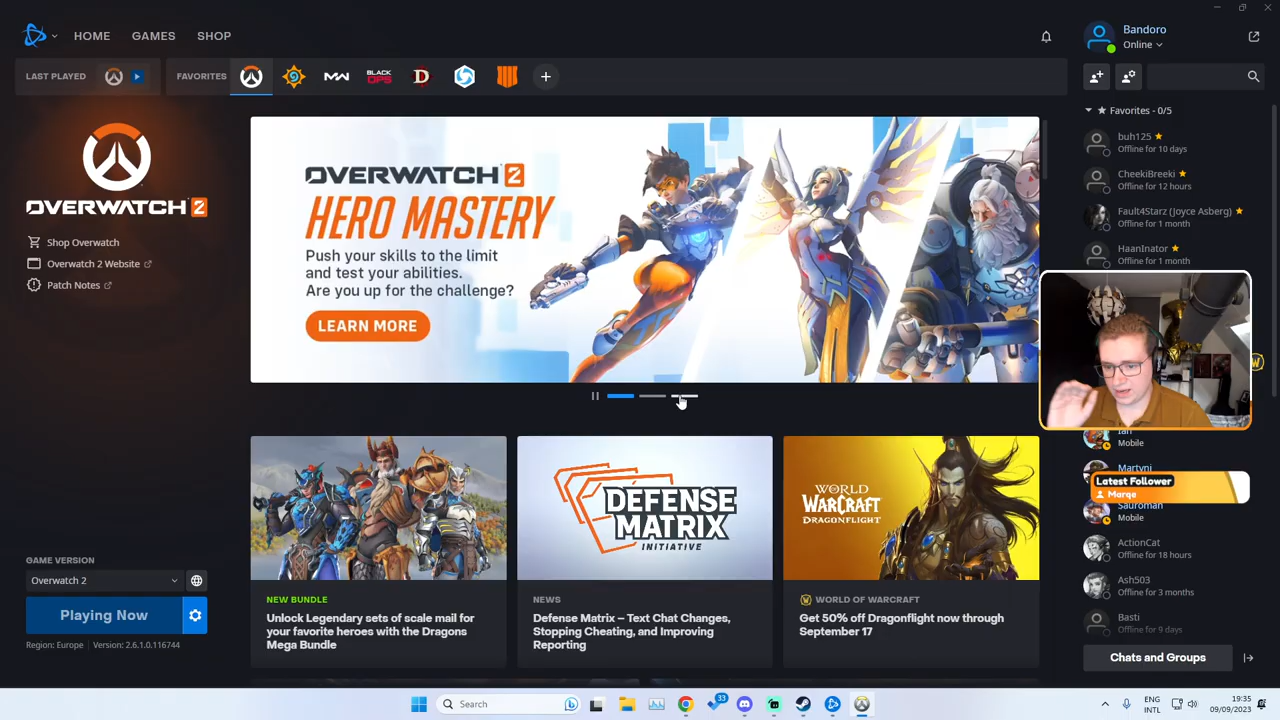 HOME
GAMES
SHOP
Bandoro
Online
LAST PLAYED
FAVORITES
BLACK OPS
Favorites - 0/5
buh125
Offline for 10 days
CheekiBreeki
Offline for 12 hours
Fault4Starz (Joyce Asberg)
Offline for 1 month
HaanInator
Offline for 1 month
OVERWATCH 2
Shop Overwatch
Overwatch 2 Website
Patch Notes
OVERWATCH 2
HERO MASTERY
Push your skills to the limit
and test your abilities.
Are you up for the challenge?
LEARN MORE
Ian
Mobile
Martyni
Latest Follower
Marqe
Sauroman
Mobile
ActionCat
Offline for 18 hours
Ash503
Offline for 3 months
Basti
Offline for 9 days
Chats and Groups
DEFENSE
MATRIX
INITIATIVE
WORLD
OF
WARCRAFT
DRAGONFLIGHT
NEW BUNDLE
Unlock Legendary sets of scale mail for
your favorite heroes with the Dragons
Mega Bundle
NEWS
Defense Matrix – Text Chat Changes,
Stopping Cheating, and Improving
Reporting
WORLD OF WARCRAFT
Get 50% off Dragonflight now through
September 17
GAME VERSION
Overwatch 2
Playing Now
Region: Europe
Version: 2.6.1.0.116744
Search
33
ENG
INTL
19:35
09/09/2023